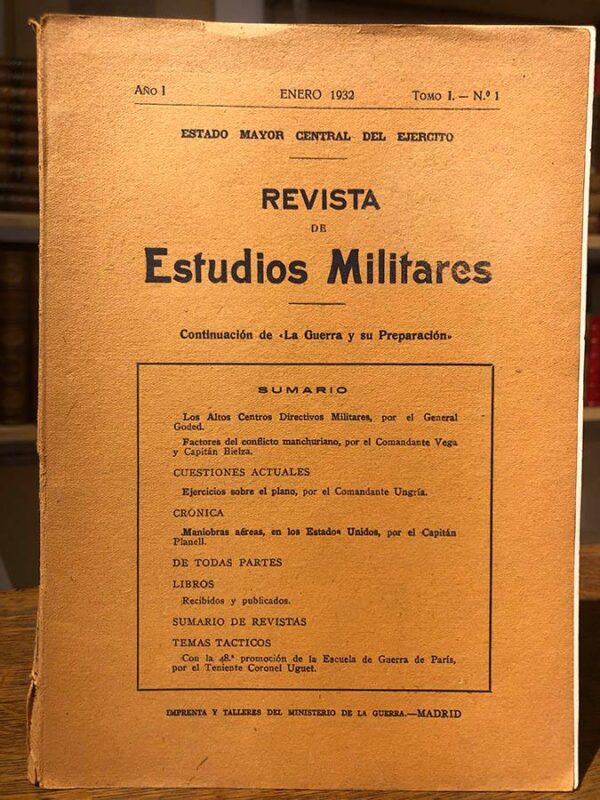 Año I ENERO 1932 Tomo I. — N.º 1
ESTADO MAYOR CENTRAL DEL EJERCITO
REVISTA
DE
Estudios Militares
Continuación de «La Guerra y su Preparación»
SUMARIO
Los Altos Centros Directivos Militares, por el General
Goded.
Factores del conflicto manchuriano, por el Comandante Vega
y Capitán Bielza.
CUESTIONES ACTUALES
Ejercicios sobre el plano, por el Comandante Ungría.
CRONICA
Maniobras aéreas, en los Estados Unidos, por el Capitán
Planell.
DE TODAS PARTES
LIBROS
Recibidos y publicados.
SUMARIO DE REVISTAS
TEMAS TACTICOS
Con la 48.ª promoción de la Escuela de Guerra de París,
por el Teniente Coronel Uguet.
IMPRENTA Y TALLERES DEL MINISTERIO DE LA GUERRA.—MADRID